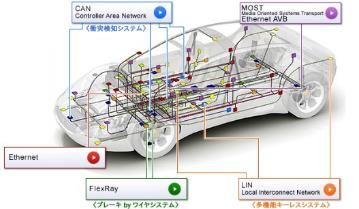 CAN
Controller Area Network
〈衝突検知システム〉
MOST
Media Oriented Systems Transport
Ethernet AVB
Ethernet
FlexRay
〈ブレーキ by ワイヤシステム〉
LIN
Local Interconnect Network
〈多機能キーレスシステム〉